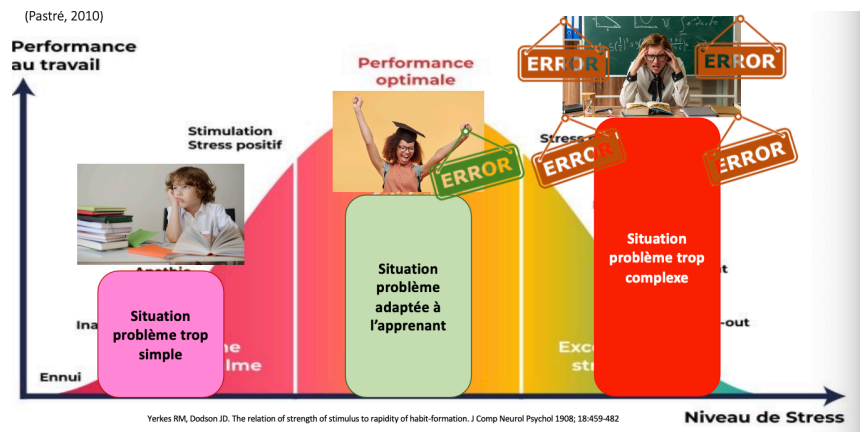 (Pastré, 2010)
Performance
au travail
Performance
optimale
ERROR
ERROR
Stimulation
Stress positif
Stress
ERROR
ERROR
ERROR
Apathie
Situation
problème trop
simple
Situation
problème
adaptée à
l’apprenant
Situation
problème trop
complexe
Ennui
Yerkes RM, Dodson JD. The relation of strength of stimulus to rapidity of habit-formation. J Comp Neurol Psychol 1908; 18:459-482
Niveau de Stress